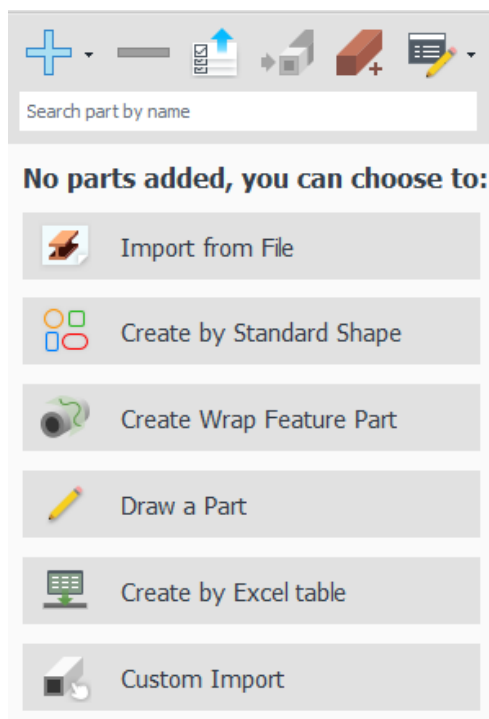 Search part by name
No parts added, you can choose to:
Import from File
Create by Standard Shape
Create Wrap Feature Part
Draw a Part
Create by Excel table
Custom Import